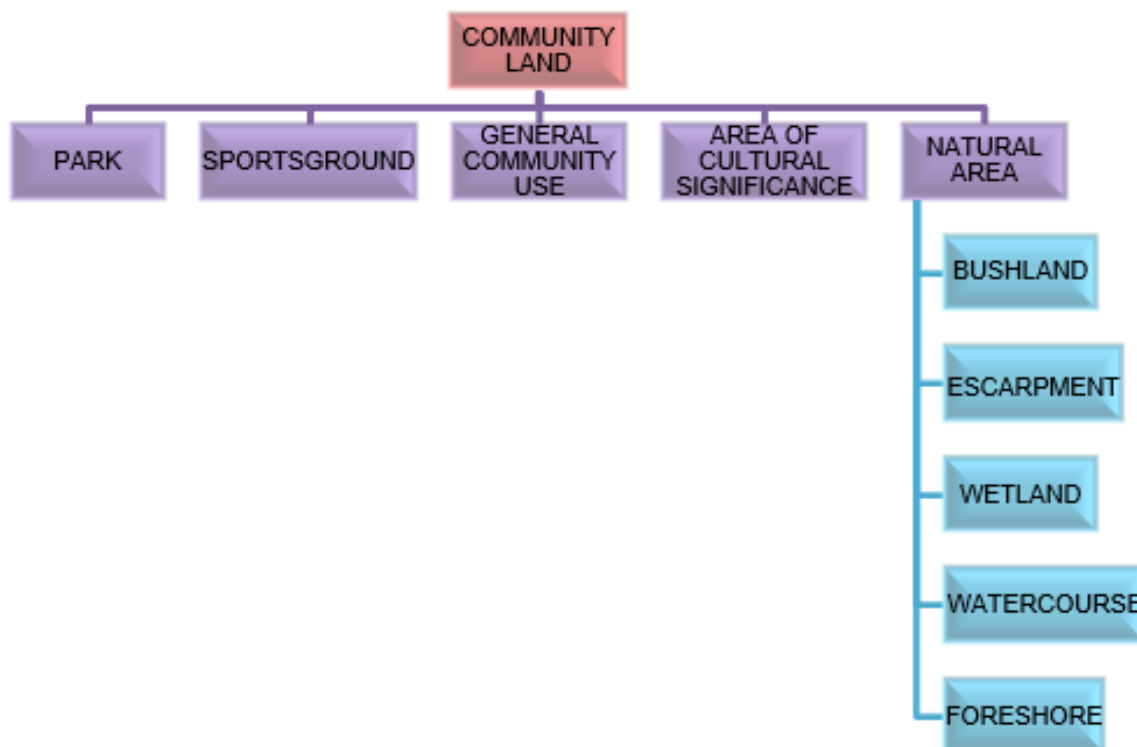 COMMUNITY
LAND
PARK
SPORTSGROUND
GENERAL
COMMUNITY
USE
AREA OF
CULTURAL
SIGNIFICANCE
NATURAL
AREA
BUSHLAND
ESCARPMENT
WETLAND
WATERCOURSE
FORESHORE